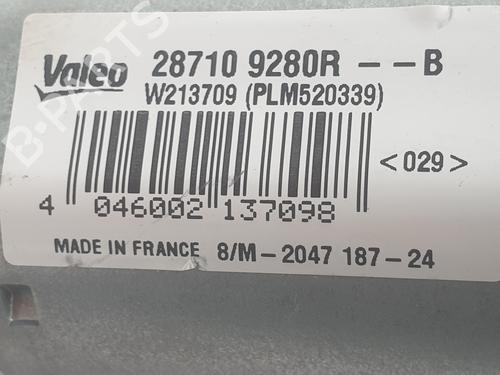 Valeo 28710 9280R -- B
W213709 (PLM520339)
<029>
4 046002 137098
MADE IN FRANCE 8/M-2047 187-24
B-PARTS